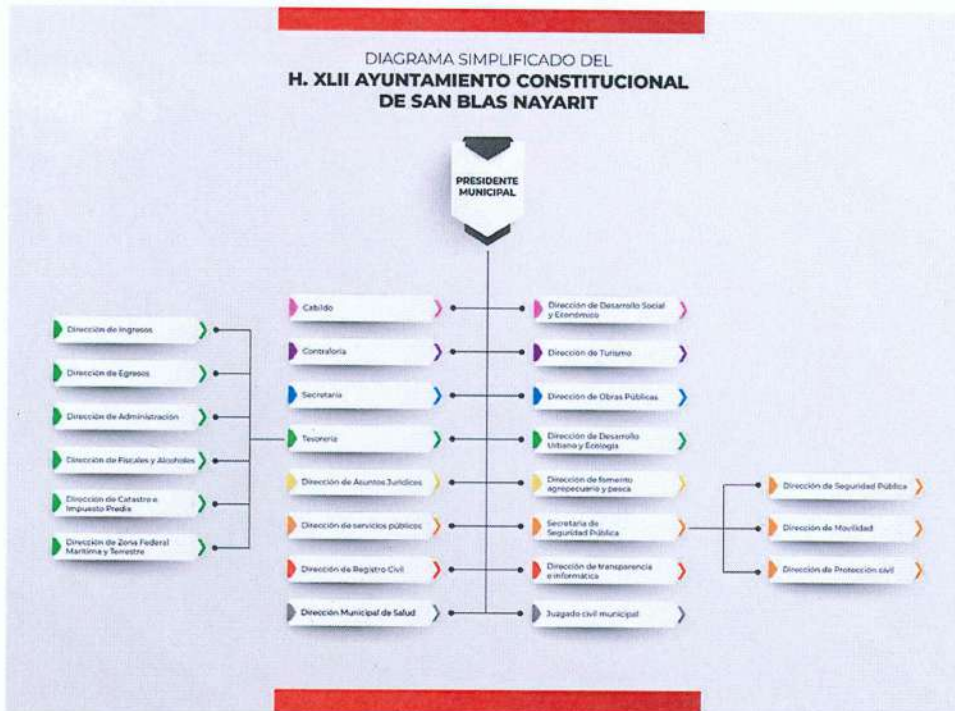 DIAGRAMA SIMPLIFICADO DEL
H. XLII AYUNTAMIENTO CONSTITUCIONAL
DE SAN BLAS NAYARIT
PRESIDENTE
MUNICIPAL
Dirección de Ingresos
Dirección de Egresos
Dirección de Administración
Dirección de Fiscales y Alcoholes
Dirección de Catastro e
Impuesto Predia
Dirección de Zona Federal
Marítima y Terrestre
Cabildo
Contraloría
Secretaría
Tesorería
Dirección de Asuntos Jurídicos
Dirección de servicios públicos
Dirección de Registro Civil
Dirección Municipal de Salud
Dirección de Desarrollo Social
y Económico
Dirección de Turismo
Dirección de Obras Públicas
Dirección de Desarrollo
Urbano y Ecología
Dirección de fomento
agropecuario y pesca
Secretaría de
Seguridad Pública
Dirección de transparencia
e informática
Juzgado civil municipal
Dirección de Seguridad Pública
Dirección de Movilidad
Dirección de Protección civil